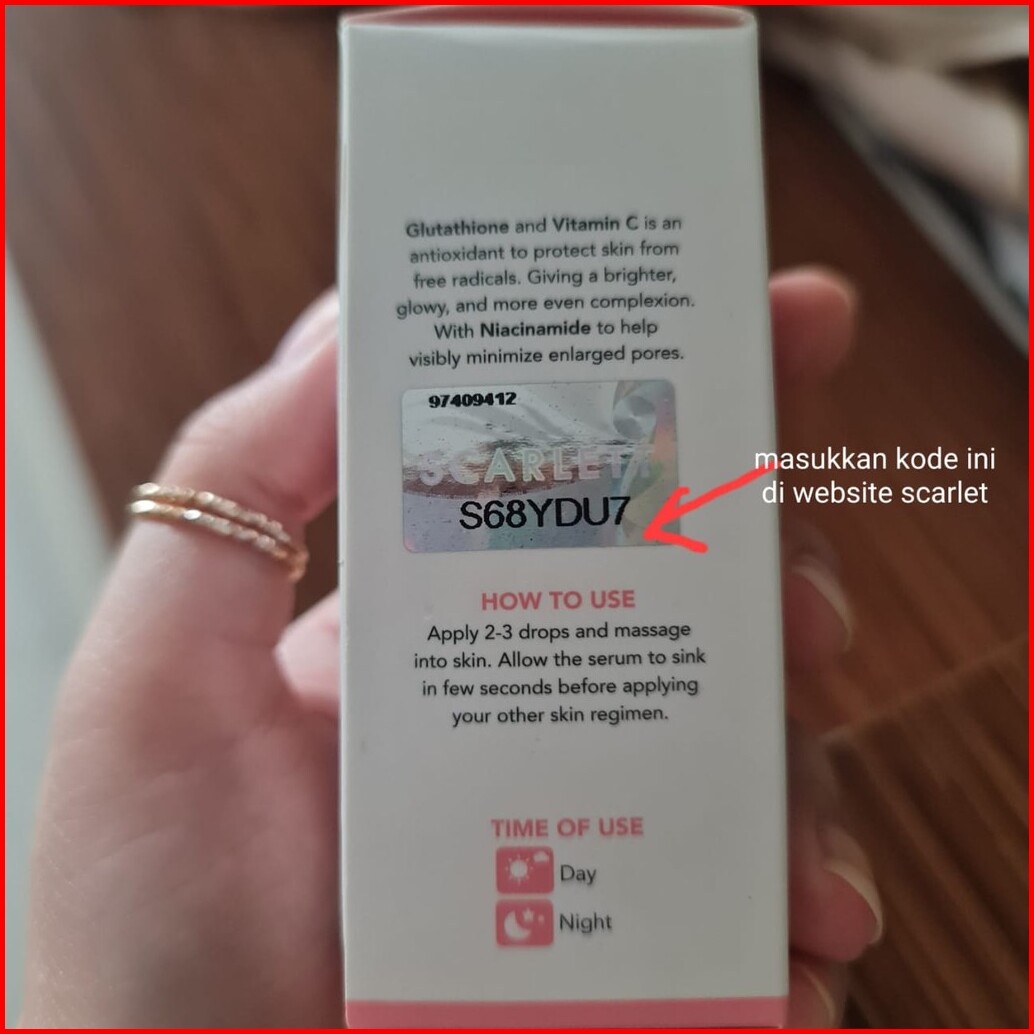 Glutathione and Vitamin C is an
antioxidant to protect skin from
free radicals. Giving a brighter,
glowy, and more even complexion.
With Niacinamide to help
visibly minimize enlarged pores.
97409412
SCARLETT
S68YDU7
masukkan kode ini
di website scarlet
HOW TO USE
Apply 2-3 drops and massage
into skin. Allow the serum to sink
in few seconds before applying
your other skin regimen.
TIME OF USE
Day
Night